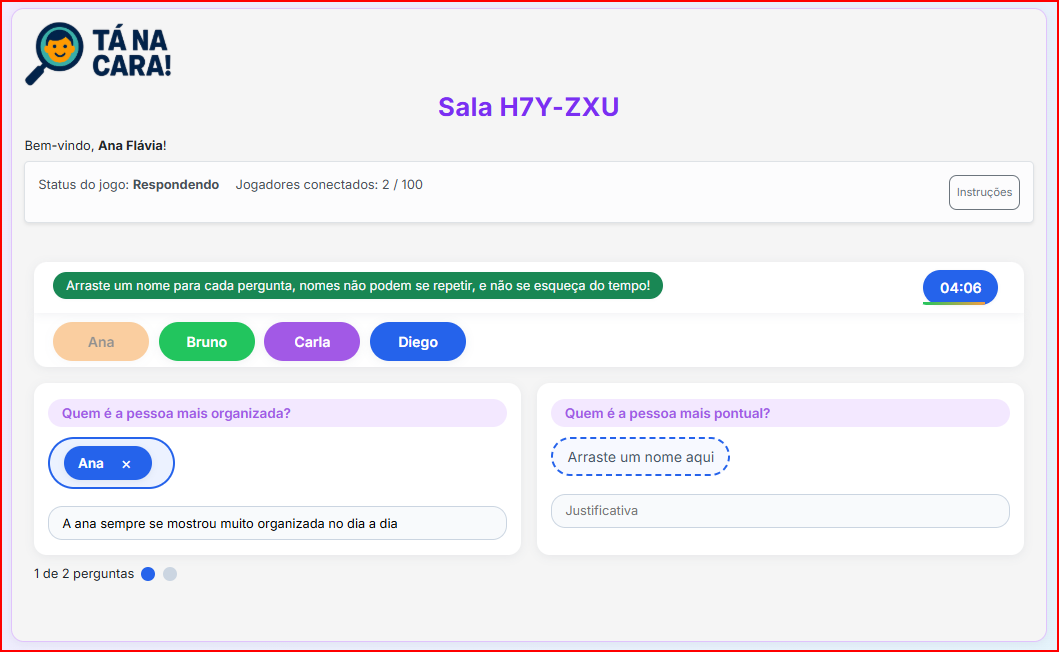 TÁ NA
CARA!
Sala H7Y-ZXU
Bem-vindo, Ana Flávia!
Status do jogo: Respondendo Jogadores conectados: 2 / 100
Instruções
Arraste um nome para cada pergunta, nomes não podem se repetir, e não se esqueça do tempo!
04:06
Ana Bruno Carla Diego
Quem é a pessoa mais organizada?
Ana ×
A ana sempre se mostrou muito organizada no dia a dia
Quem é a pessoa mais pontual?
Arraste um nome aqui
Justificativa
1 de 2 perguntas